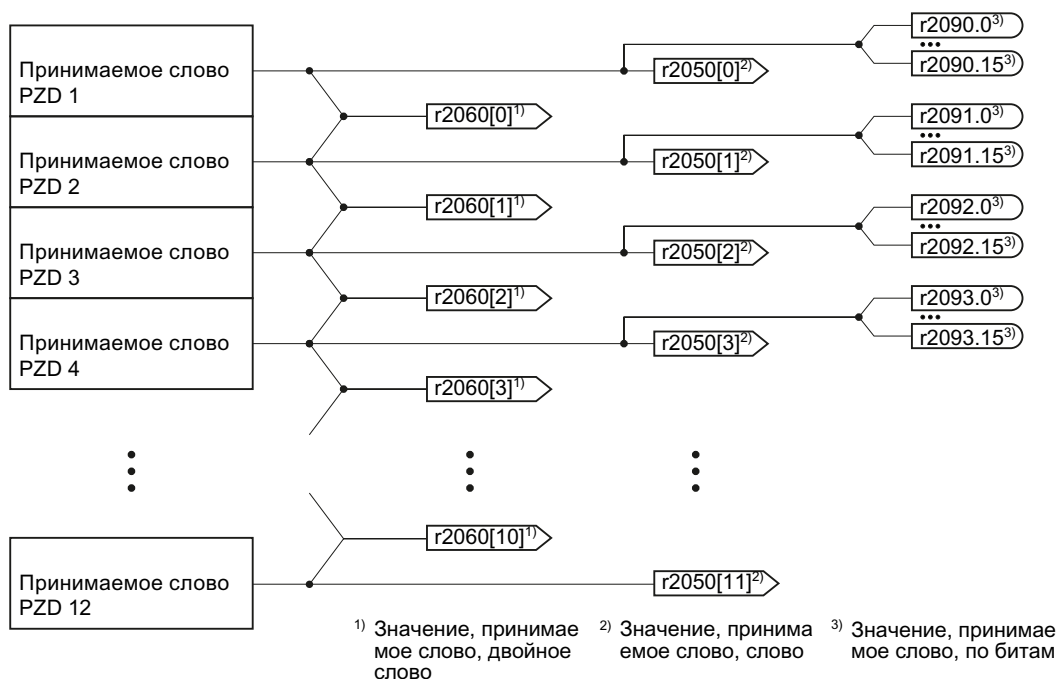 r2090.0³⁾
•••
r2090.15³⁾
Принимаемое слово
PZD 1
r2050[0]²⁾
r2060[0]¹⁾
r2091.0³⁾
•••
r2091.15³⁾
Принимаемое слово
PZD 2
r2050[1]²⁾
r2060[1]¹⁾
r2092.0³⁾
•••
r2092.15³⁾
Принимаемое слово
PZD 3
r2050[2]²⁾
r2060[2]¹⁾
r2093.0³⁾
•••
r2093.15³⁾
Принимаемое слово
PZD 4
r2050[3]²⁾
r2060[3]¹⁾
r2060[10]¹⁾
Принимаемое слово
PZD 12
r2050[11]²⁾
¹⁾ Значение, принимае
мое слово, двойное
слово
²⁾ Значение, принима
емое слово, слово
³⁾ Значение, принимае
мое слово, по битам